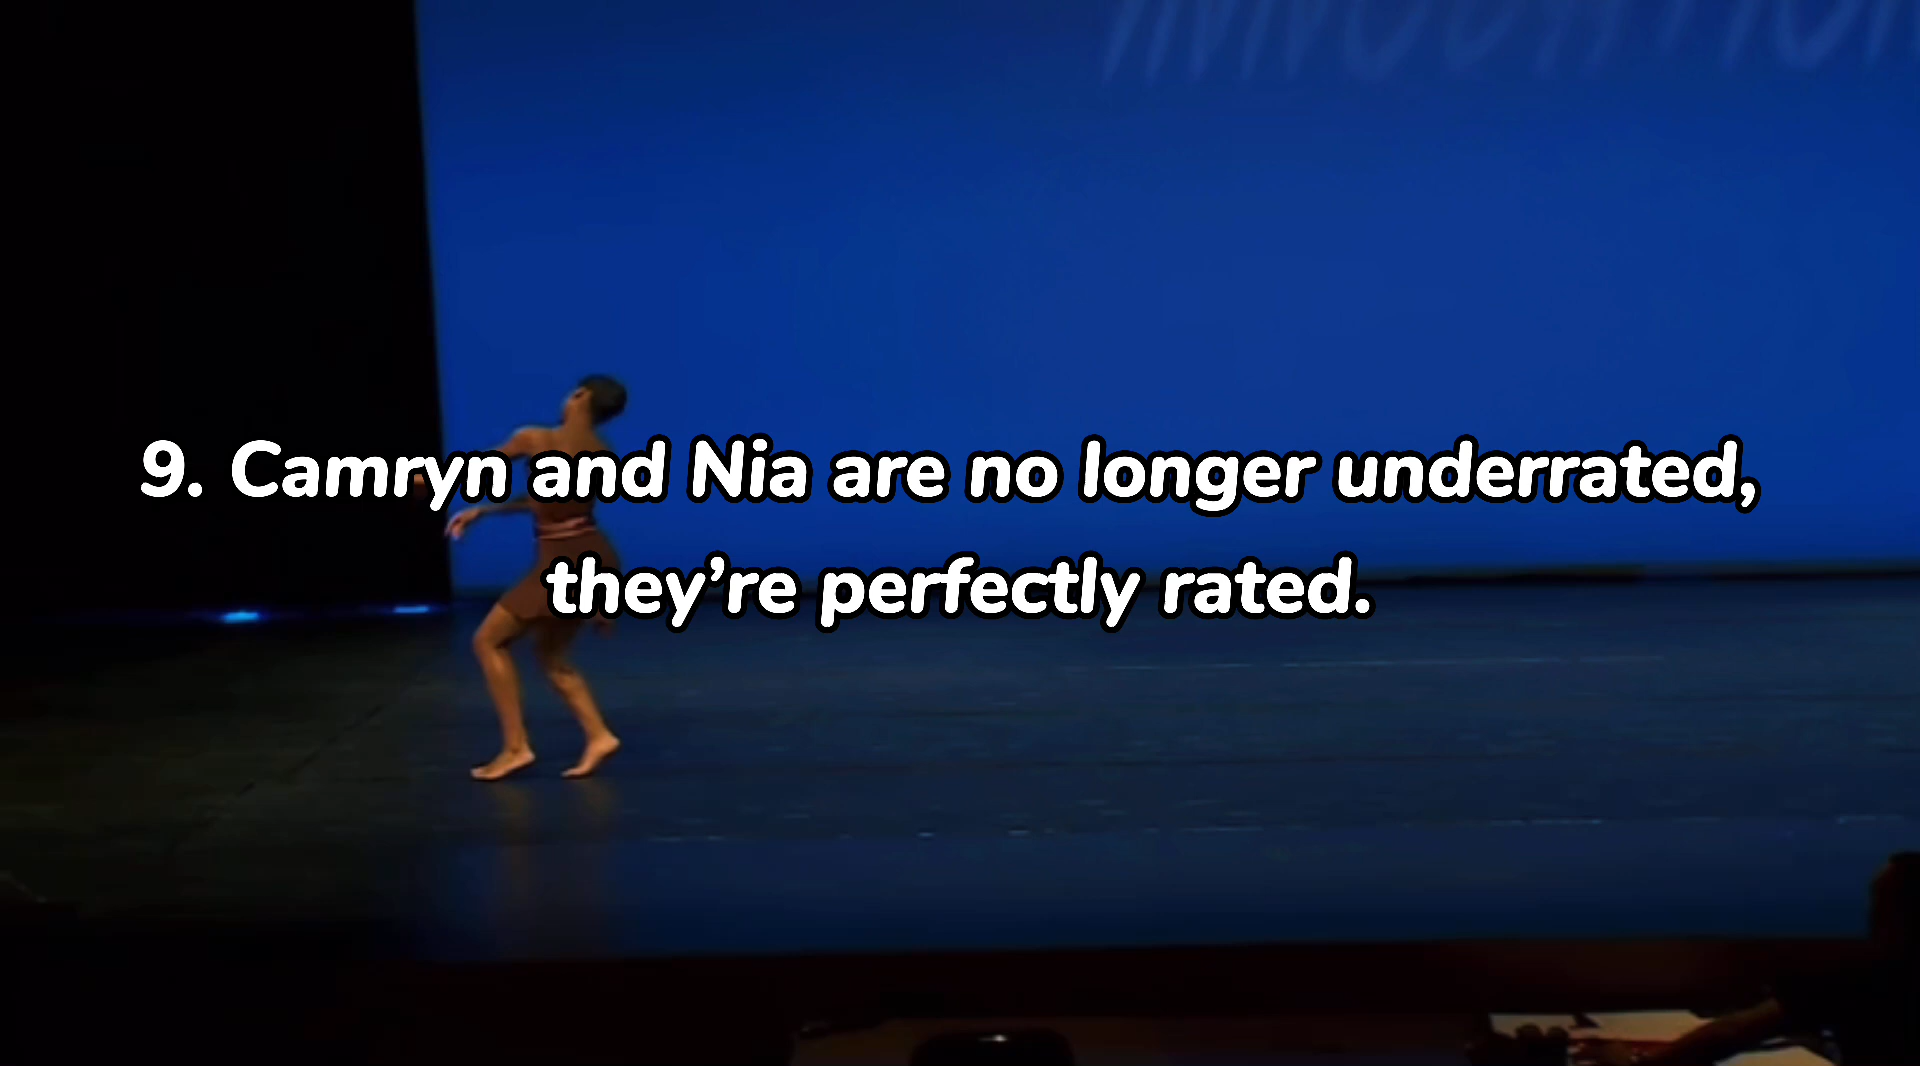 9. Camryn and Nia are no longer underrated,
they’re perfectly rated.